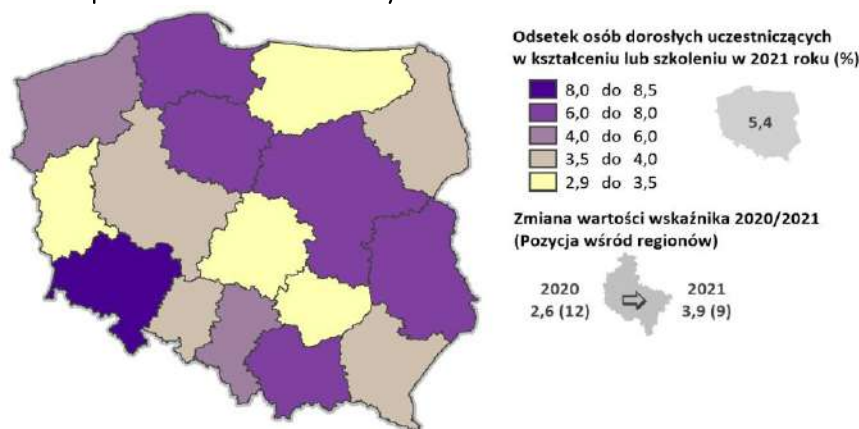 Odsetek osób dorosłych uczestniczących
w kształceniu lub szkoleniu w 2021 roku (%)
8,0 do 8,5
6,0 do 8,0
4,0 do 6,0
3,5 do 4,0
2,9 do 3,5
5,4
Zmiana wartości wskaźnika 2020/2021
(Pozycja wśród regionów)
2020
2,6 (12)
2021
3,9 (9)